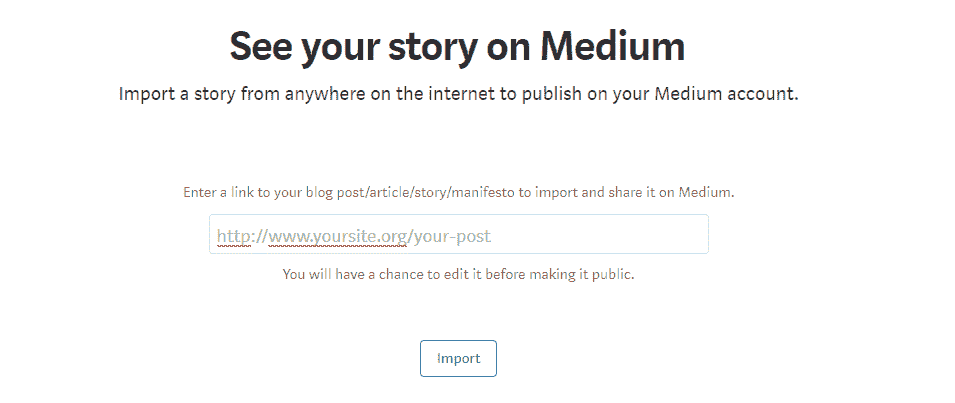 See your story on Medium
Import a story from anywhere on the internet to publish on your Medium account.
Enter a link to your blog post/article/story/manifesto to import and share it on Medium.
http://www.yoursite.org/your-post
You will have a chance to edit it before making it public.
Import